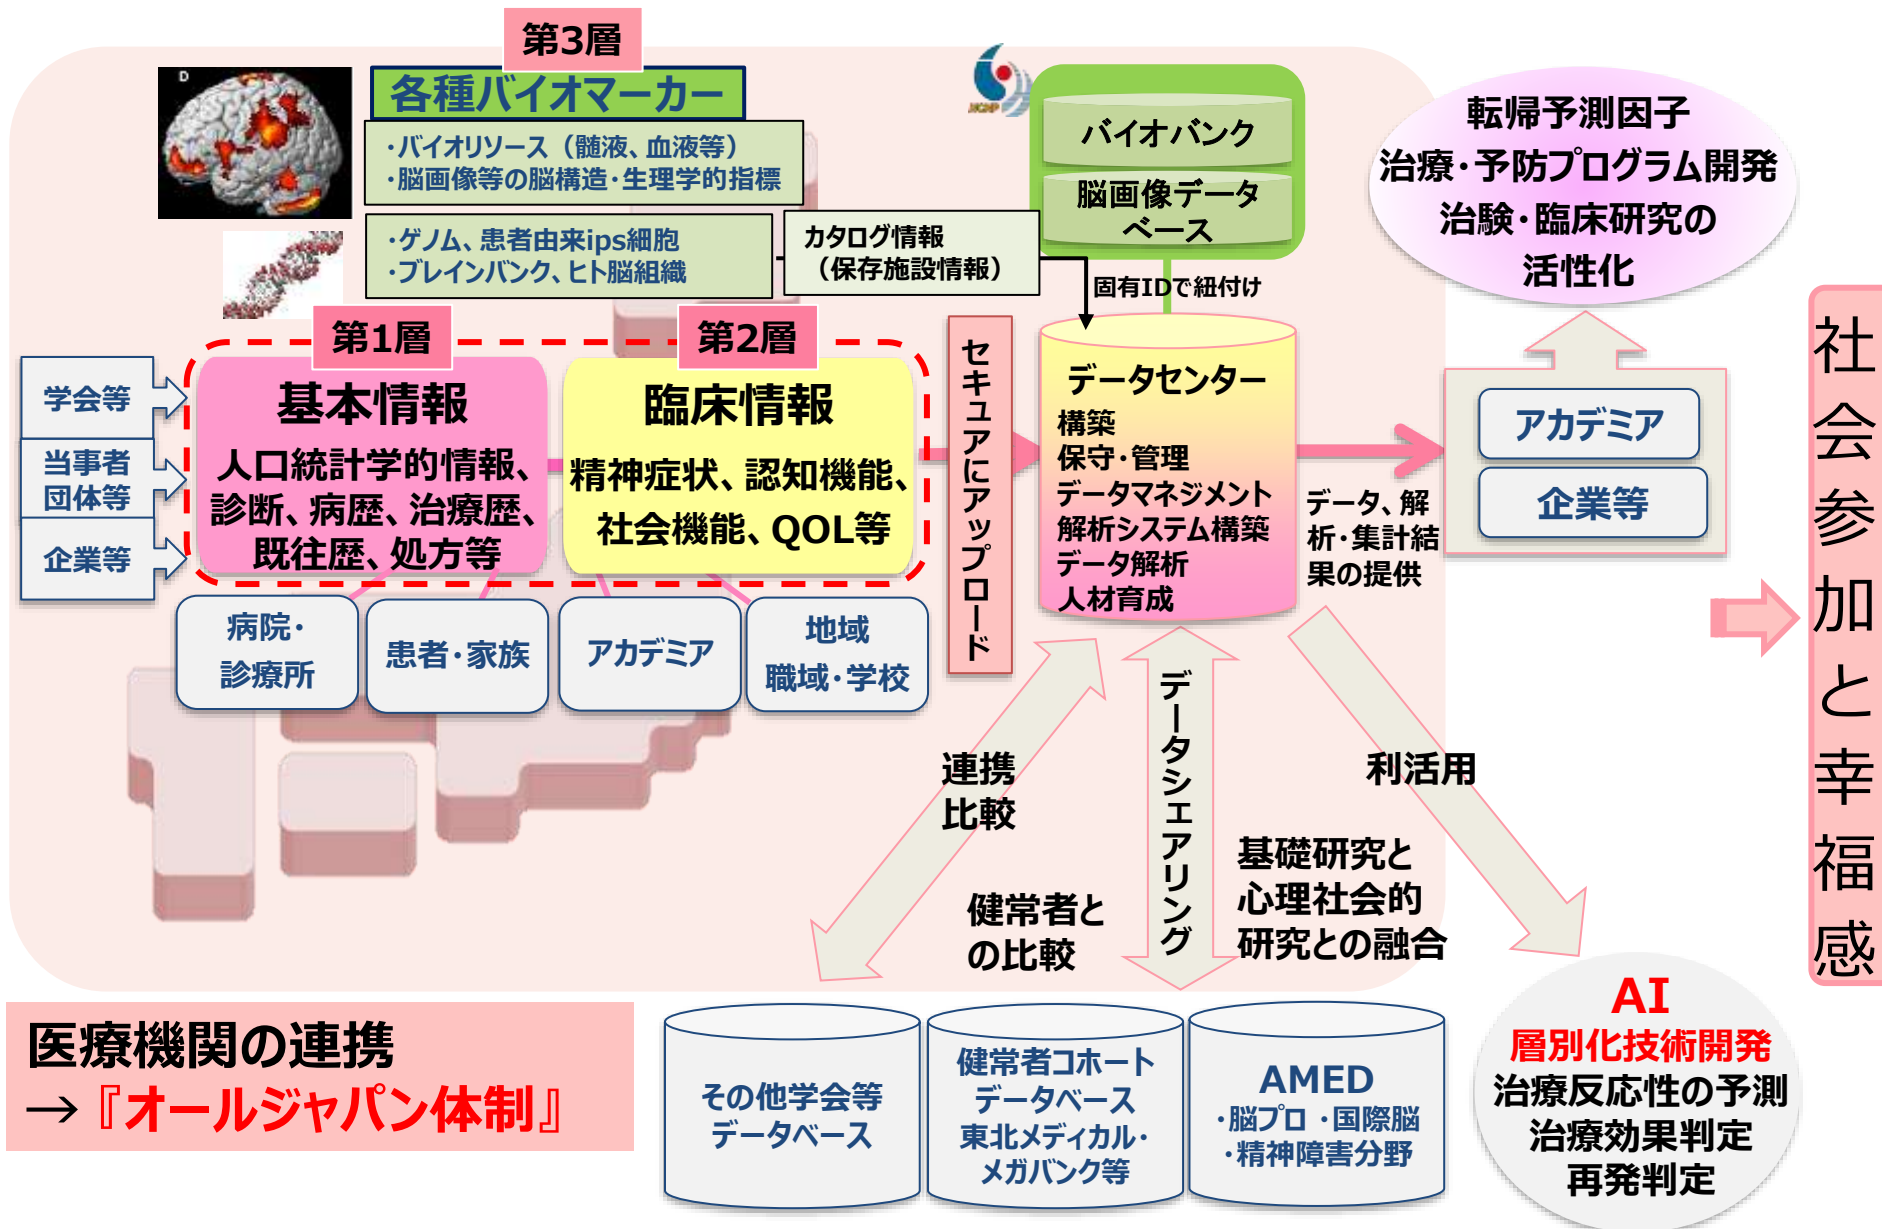 第3層
各種バイオマーカー
・バイオリソース（髄液、血液等）
・脳画像等の脳構造・生理学的指標
・ゲノム、患者由来ips細胞
・ブレインバンク、ヒト脳組織
D
カタログ情報
（保存施設情報）
バイオバンク
脳画像データ
ベース
固有IDで紐付け
転帰予測因子
治療・予防プログラム開発
治験・臨床研究の
活性化
第1層
基本情報
人口統計学的情報、
診断、病歴、治療歴、
既往歴、処方等
第2層
臨床情報
精神症状、認知機能、
社会機能、QOL等
学会等
当事者
団体等
企業等
病院・
診療所
患者・家族
アカデミア
地域
職域・学校
セキュアにアップロード
データセンター
構築
保守・管理
データマネジメント
解析システム構築
データ解析
人材育成
データ、解
析・集計結
果の提供
アカデミア
企業等
社会参加と幸福感
連携
比較
データシェアリング
利活用
健常者と
の比較
基礎研究と
心理社会的
研究との融合
医療機関の連携
→『オールジャパン体制』
その他学会等
データベース
健常者コホート
データベース
東北メディカル・
メガバンク等
AMED
・脳プロ ・国際脳
・精神障害分野
AI
層別化技術開発
治療反応性の予測
治療効果判定
再発判定